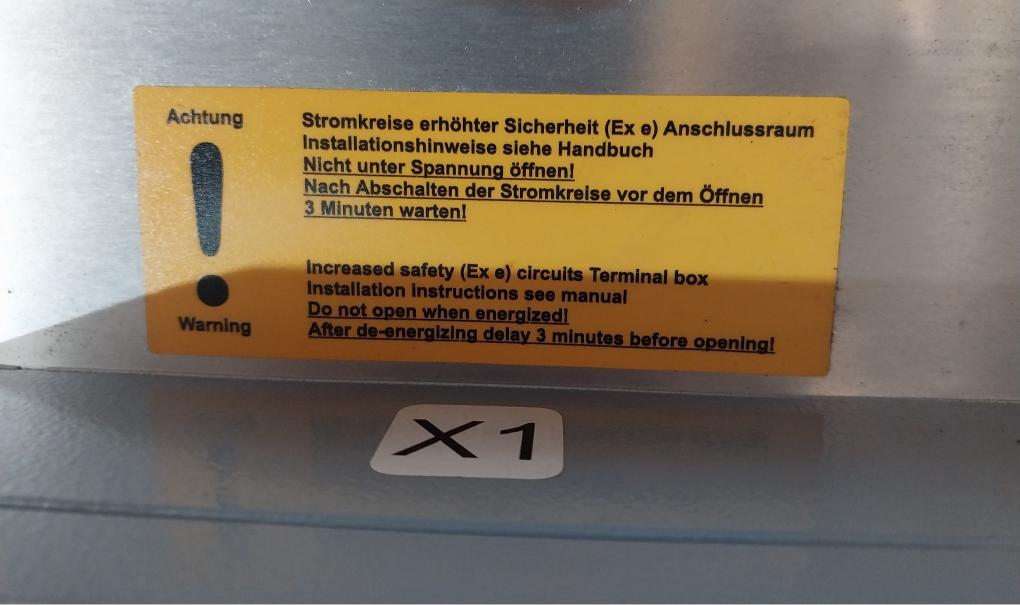 Achtung
Stromkreise erhöhter Sicherheit (Ex e) Anschlussraum
Installationshinweise siehe Handbuch
Nicht unter Spannung öffnen!
Nach Abschalten der Stromkreise vor dem Öffnen
3 Minuten warten!
Increased safety (Ex e) circuits Terminal box
Installation instructions see manual
Do not open when energized!
After de-energizing delay 3 minutes before opening!
!
Warning
X1